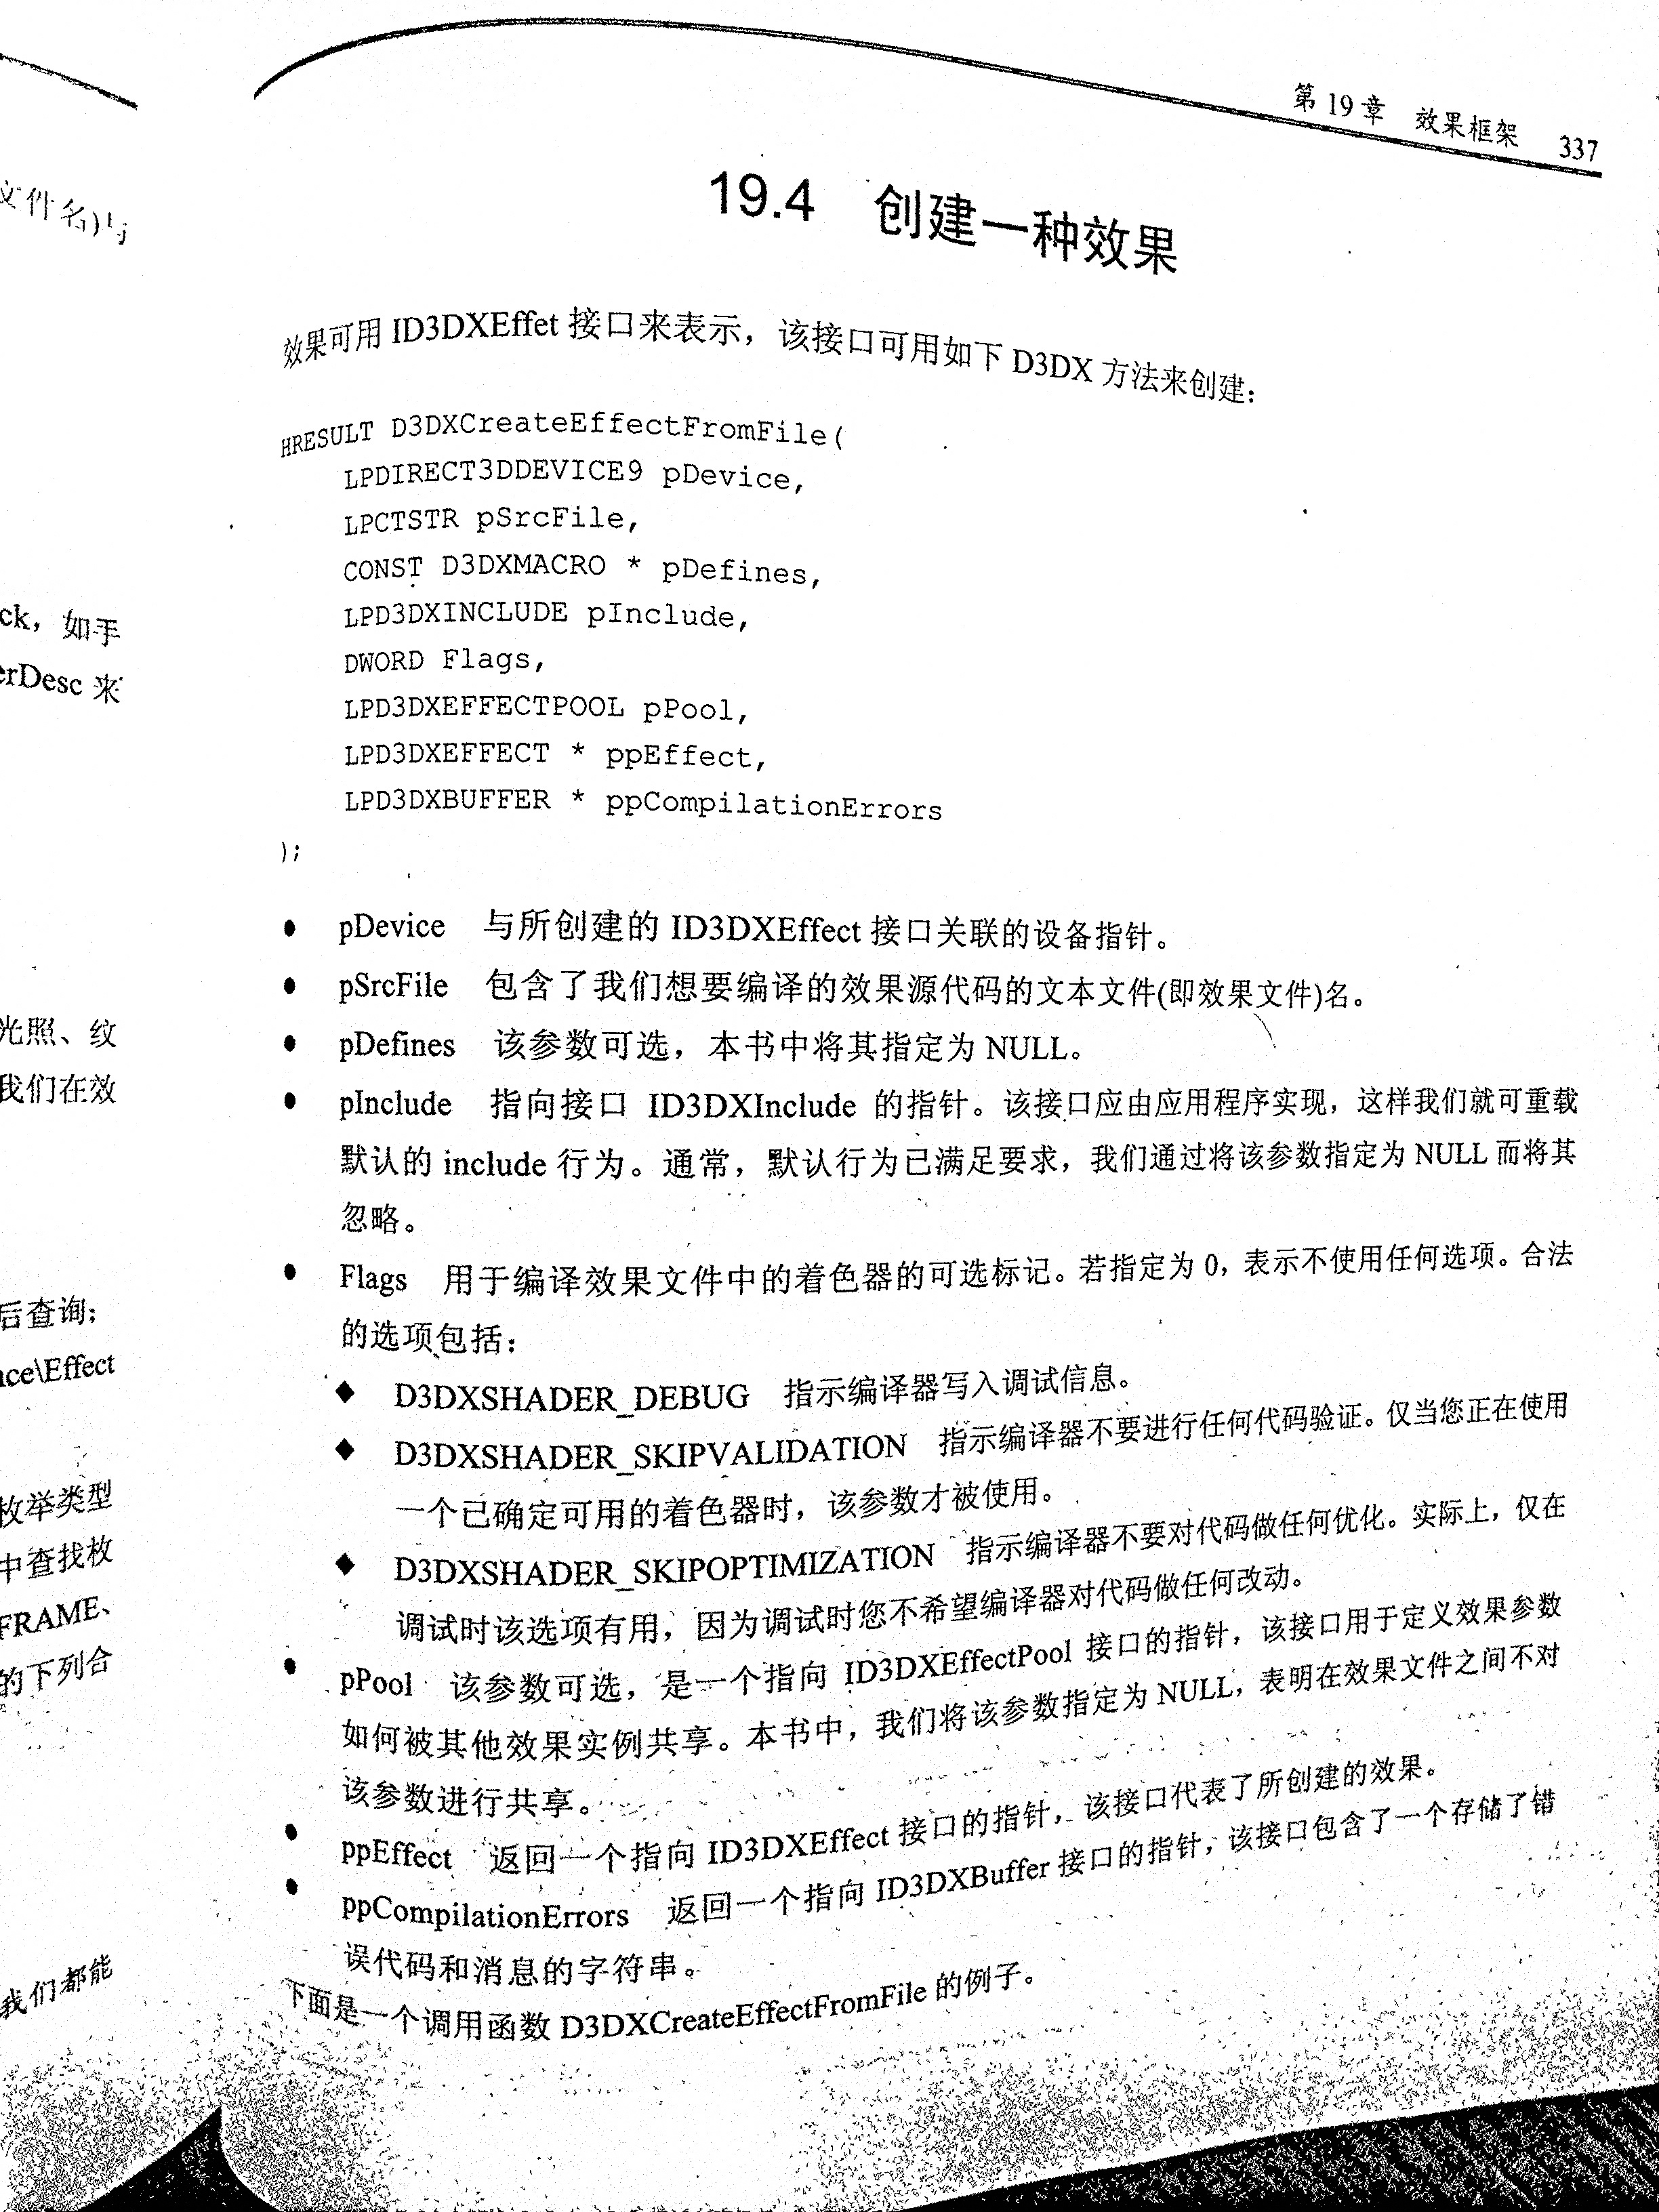 文件名)与
ck，如手
erDesc 来
光照、纹
我们在效
后查询；
ace\Effect
枚举类型
中查找枚
FRAME、
的下列合
我们都能
第 19 章 效果框架 337
19.4 创建一种效果
效果可用 ID3DXEffet 接口来表示，该接口可用如下 D3DX 方法来创建：
HRESULT D3DXCreateEffectFromFile(
LPDIRECT3DDEVICE9 pDevice,
LPCTSTR pSrcFile,
CONST D3DXMACRO * pDefines,
LPD3DXINCLUDE pInclude,
DWORD Flags,
LPD3DXEFFECTPOOL pPool,
LPD3DXEFFECT * ppEffect,
LPD3DXBUFFER * ppCompilationErrors
);
● pDevice 与所创建的 ID3DXEffect 接口关联的设备指针。
● pSrcFile 包含了我们想要编译的效果源代码的文本文件(即效果文件)名。
● pDefines 该参数可选，本书中将其指定为 NULL。
● pInclude 指向接口 ID3DXInclude 的指针。该接口应由应用程序实现，这样我们就可重载
默认的 include 行为。通常，默认行为已满足要求，我们通过将该参数指定为 NULL 而将其
忽略。
● Flags 用于编译效果文件中的着色器的可选标记。若指定为 0，表示不使用任何选项。合法
的选项包括：
◆ D3DXSHADER_DEBUG 指示编译器写入调试信息。
◆ D3DXSHADER_SKIPVALIDATION 指示编译器不要进行任何代码验证。仅当您正在使用
一个已确定可用的着色器时，该参数才被使用。
◆ D3DXSHADER_SKIPOPTIMIZATION 指示编译器不要对代码做任何优化。实际上，仅在
调试时该选项有用，因为调试时您不希望编译器对代码做任何改动。
● pPool 该参数可选，是一个指向 ID3DXEffectPool 接口的指针，该接口用于定义效果参数
如何被其他效果实例共享。本书中，我们将该参数指定为 NULL，表明在效果文件之间不对
该参数进行共享。
● ppEffect 返回一个指向 ID3DXEffect 接口的指针，该接口代表了所创建的效果。
● ppCompilationErrors 返回一个指向 ID3DXBuffer 接口的指针，该接口包含了一个存储了错
误代码和消息的字符串。
下面是一个调用函数 D3DXCreateEffectFromFile 的例子。